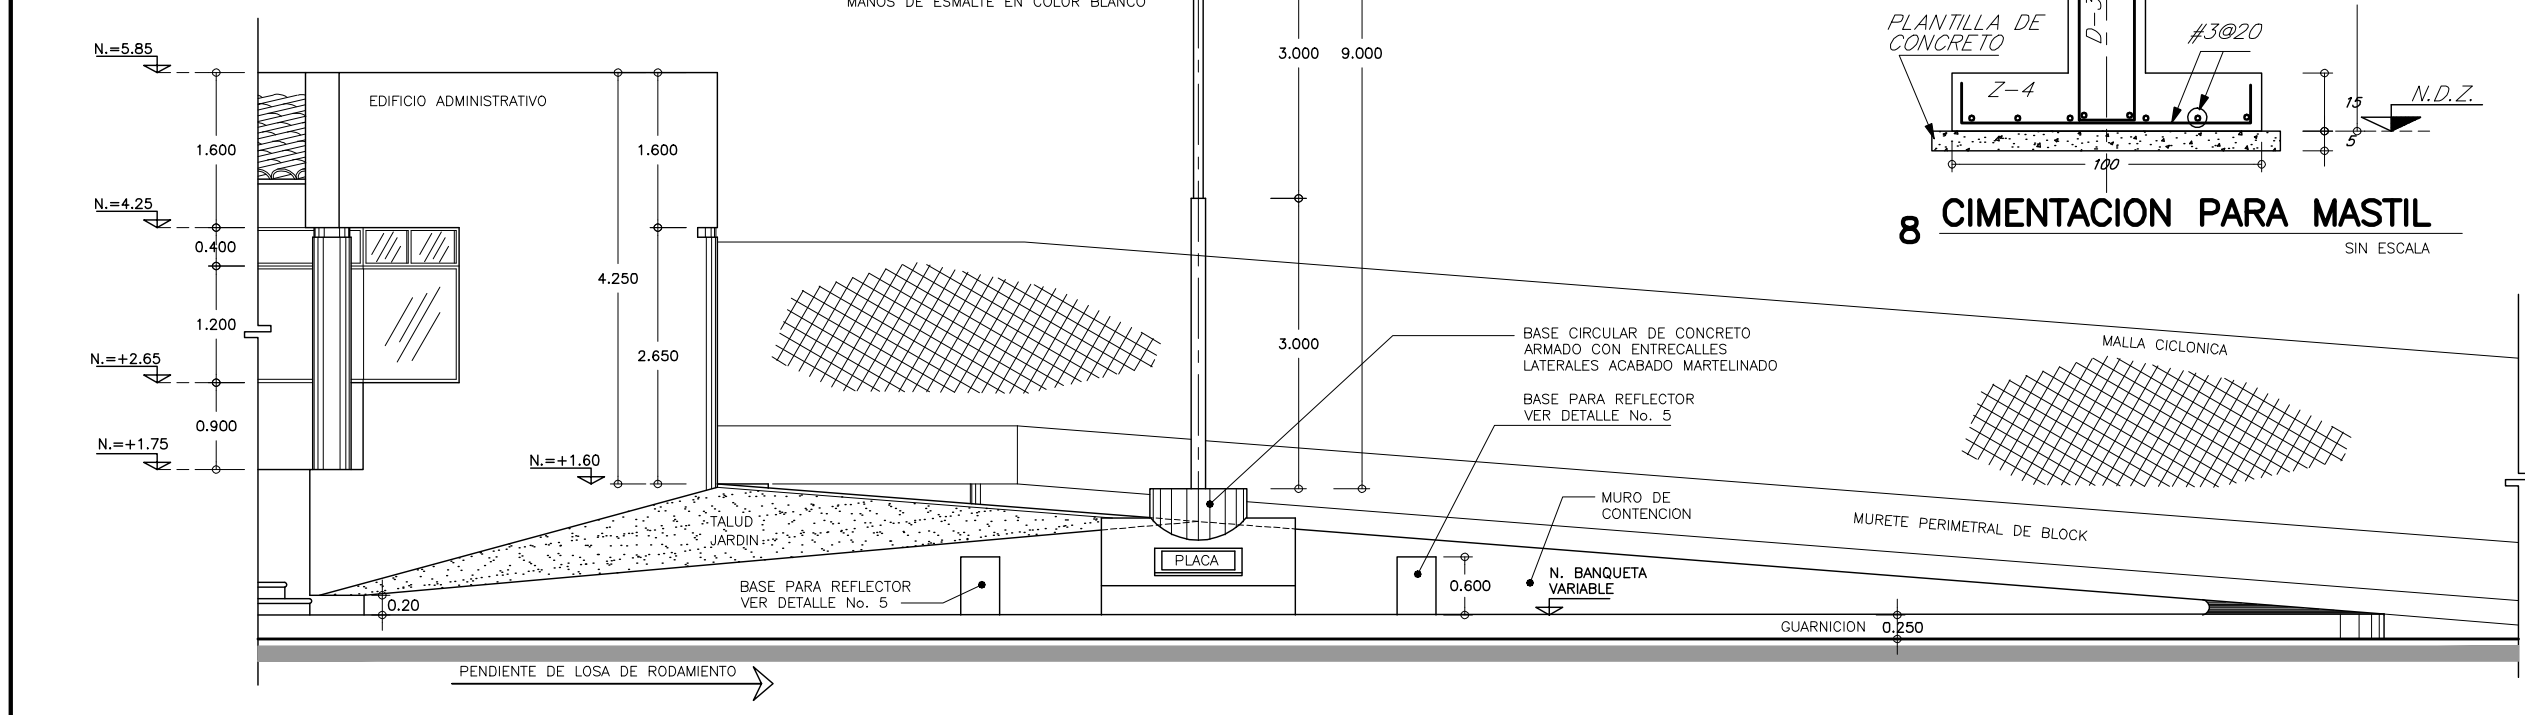 MANOS DE ESMALTE EN COLOR BLANCO
N.=5.85
EDIFICIO ADMINISTRATIVO
1.600
1.600
N.=4.25
0.400
4.250
1.200
2.650
N.=+2.65
0.900
N.=+1.75
N.=+1.60
TALUD
JARDIN
0.20
BASE PARA REFLECTOR
VER DETALLE No. 5
PLACA
3.000
9.000
3.000
BASE CIRCULAR DE CONCRETO
ARMADO CON ENTRECALLES
LATERALES ACABADO MARTELINADO
BASE PARA REFLECTOR
VER DETALLE No. 5
MURO DE
CONTENCION
0.600
N. BANQUETA
VARIABLE
MALLA CICLONICA
MURETE PERIMETRAL DE BLOCK
GUARNICION 0.250
PENDIENTE DE LOSA DE RODAMIENTO
PLANTILLA DE
CONCRETO
D-3
#3@20
Z-4
15
N.D.Z.
5
100
8 CIMENTACION PARA MASTIL
SIN ESCALA